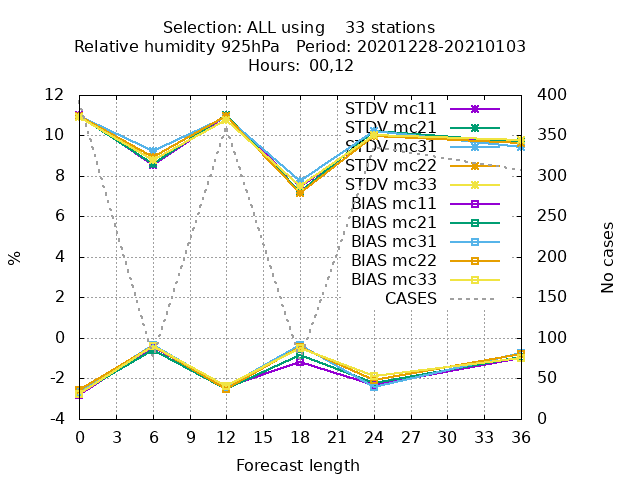 Selection: ALL using    33 stations
Relative humidity 925hPa   Period: 20201228-20210103
Hours: 00,12
12
10
8
6
4
2
0
-2
-4
%
400
350
300
250
200
150
100
50
0
No cases
STDV mc11
STDV mc21
STDV mc31
STDV mc22
STDV mc33
BIAS mc11
BIAS mc21
BIAS mc31
BIAS mc22
BIAS mc33
CASES
0 3 6 9 12 15 18 21 24 27 30 33 36
Forecast length